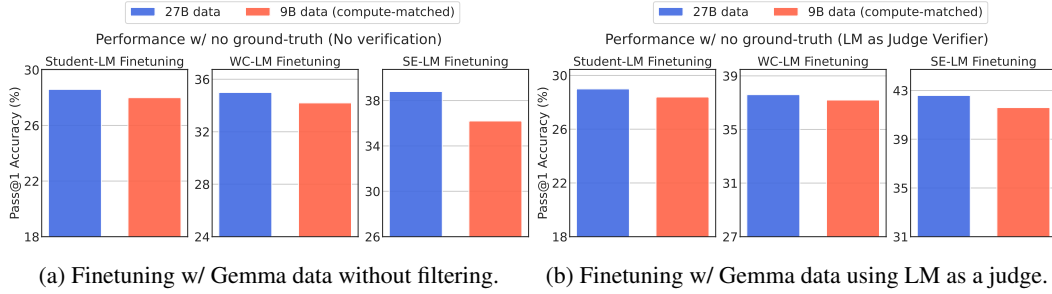 27B data 9B data (compute-matched)
Performance w/ no ground-truth (No verification)
Student-LM Finetuning WC-LM Finetuning SE-LM Finetuning
Pass@1 Accuracy (%)
30
26
22
18
36
32
28
24
38
34
30
26
(a) Finetuning w/ Gemma data without filtering.
27B data 9B data (compute-matched)
Performance w/ no ground-truth (LM as Judge Verifier)
Student-LM Finetuning WC-LM Finetuning SE-LM Finetuning
Pass@1 Accuracy (%)
30
26
22
18
39
35
31
27
43
39
35
31
(b) Finetuning w/ Gemma data using LM as a judge.